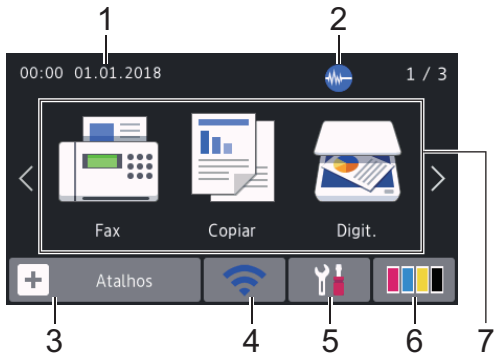 1 2
00:00 01.01.2018 1 / 3
Fax Copiar Digit.
+ Atalhos
3 4 5 6 7